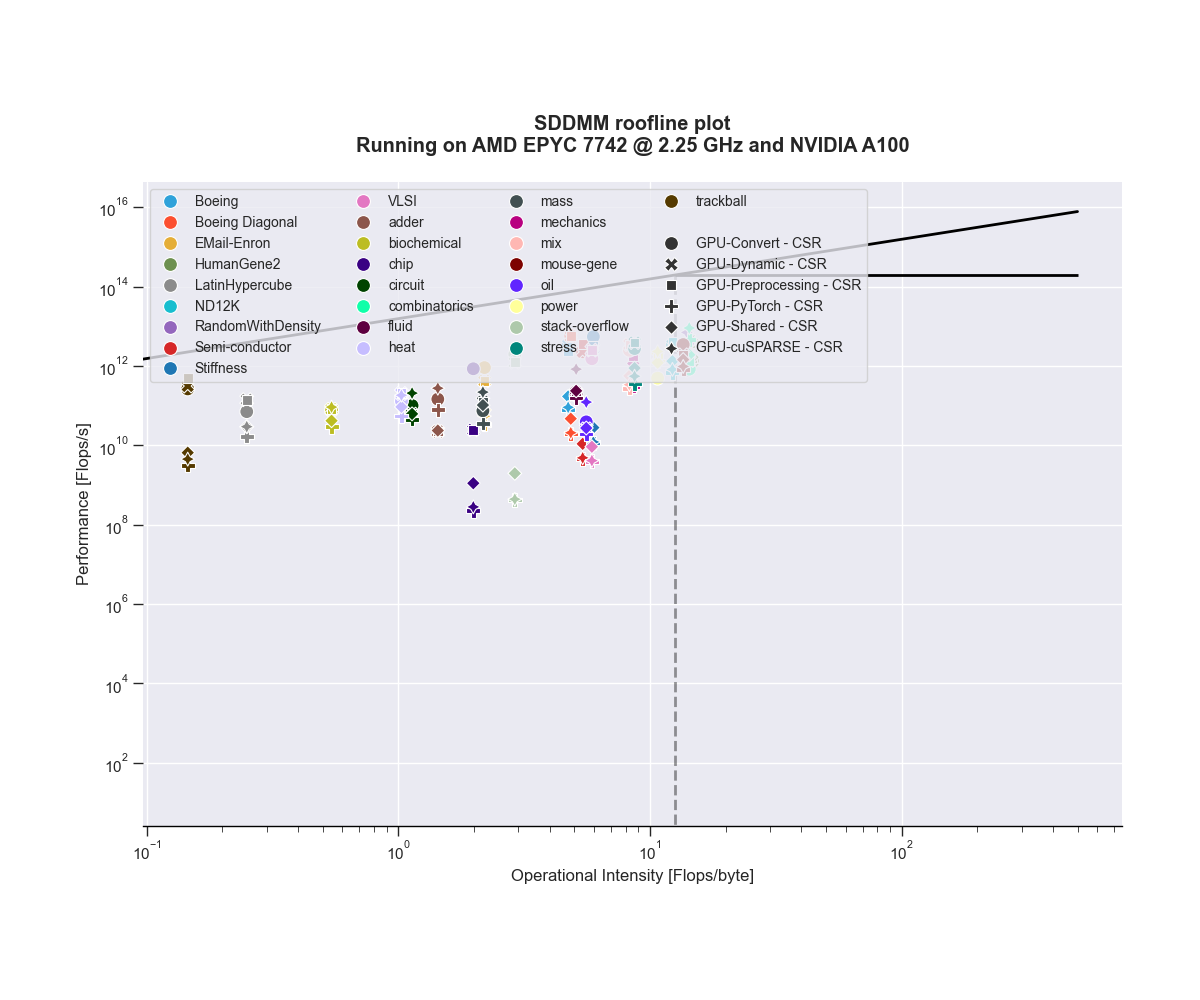 SDDMM roofline plot
Running on AMD EPYC 7742 @ 2.25 GHz and NVIDIA A100
Performance [Flops/s]
10^16
10^14
10^12
10^10
10^8
10^6
10^4
10^2
Boeing
Boeing Diagonal
EMail-Enron
HumanGene2
LatinHypercube
ND12K
RandomWithDensity
Semi-conductor
Stiffness
VLSI
adder
biochemical
chip
circuit
combinatorics
fluid
heat
mass
mechanics
mix
mouse-gene
oil
power
stack-overflow
stress
trackball
GPU-Convert - CSR
GPU-Dynamic - CSR
GPU-Preprocessing - CSR
GPU-PyTorch - CSR
GPU-Shared - CSR
GPU-cuSPARSE - CSR
10^−1
10^0
10^1
10^2
Operational Intensity [Flops/byte]